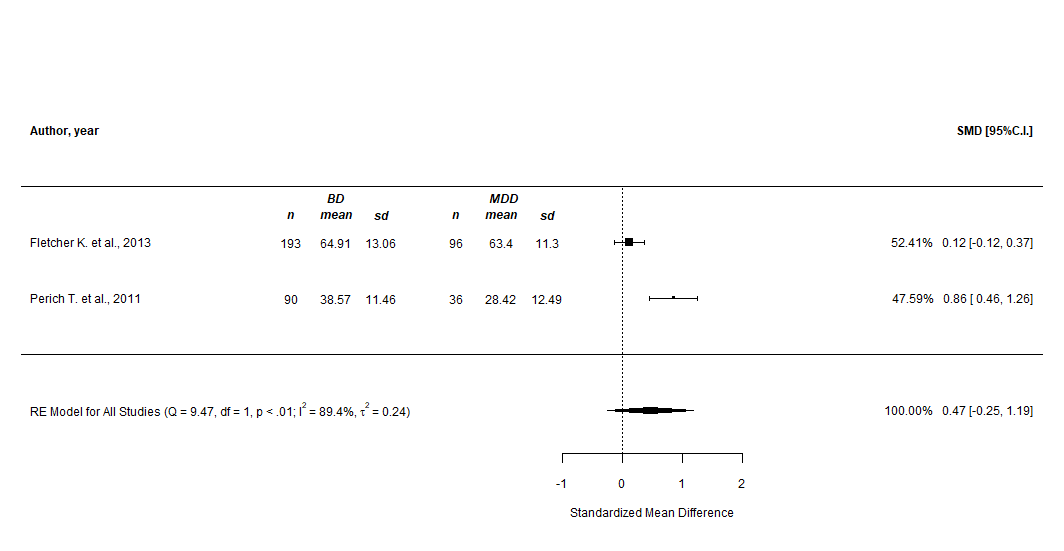 Author, year SMD [95%C.I.]
BD MDD
n mean sd n mean sd
Fletcher K. et al., 2013 193 64.91 13.06 96 63.4 11.3 52.41% 0.12 [-0.12, 0.37]
Perich T. et al., 2011 90 38.57 11.46 36 28.42 12.49 47.59% 0.86 [ 0.46, 1.26]
RE Model for All Studies (Q = 9.47, df = 1, p < .01; I² = 89.4%, τ² = 0.24) 100.00% 0.47 [-0.25, 1.19]
-1 0 1 2
Standardized Mean Difference